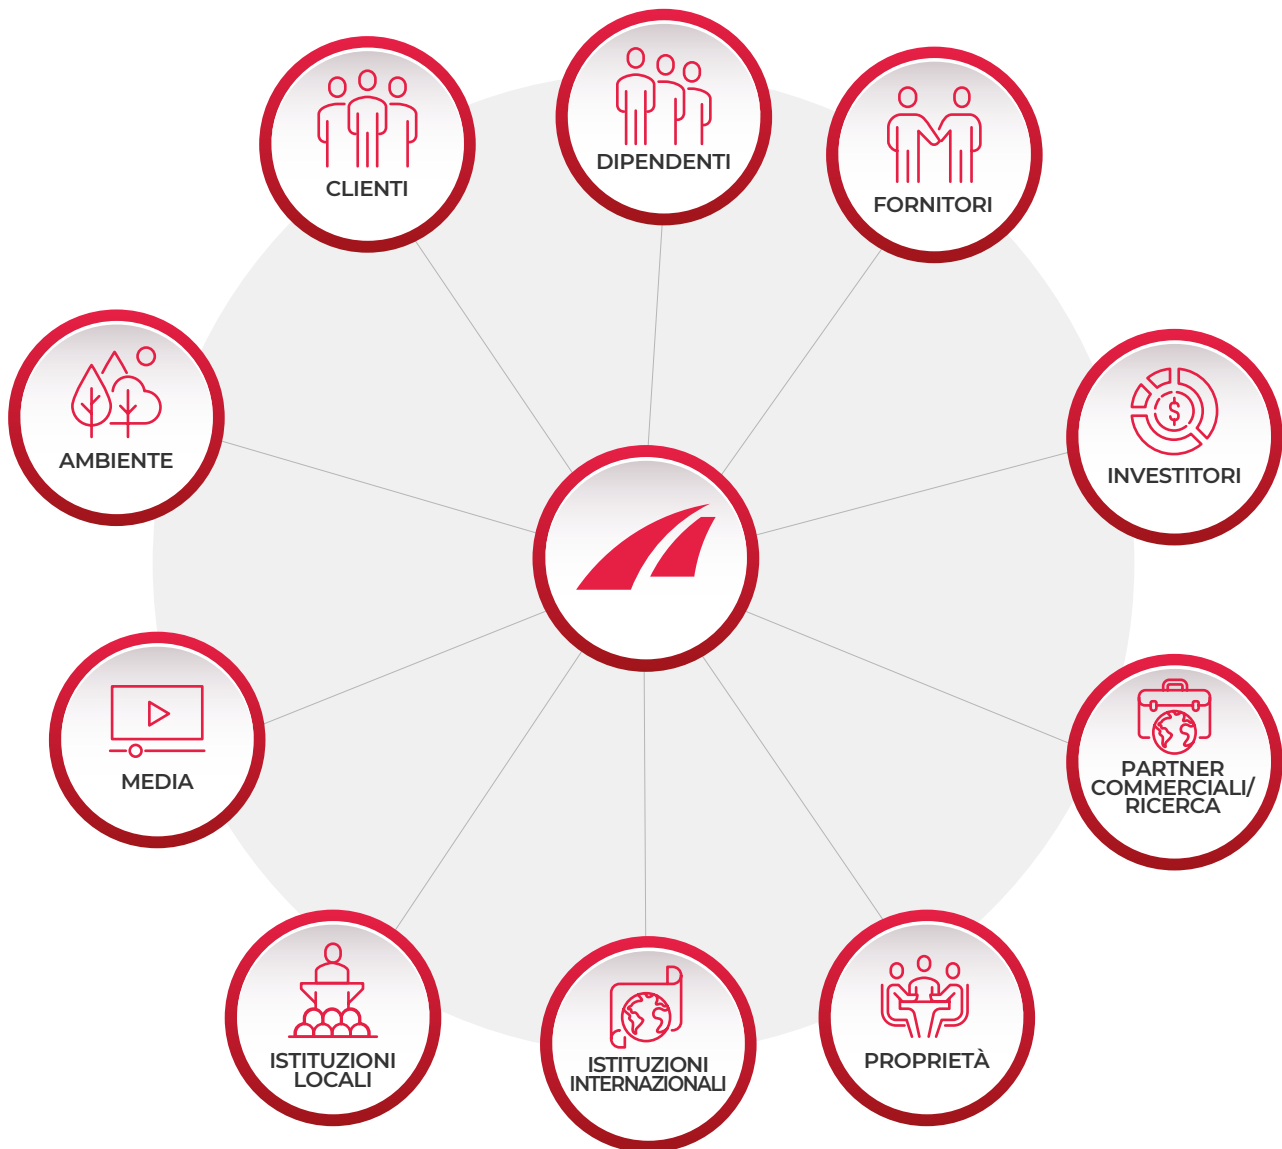 DIPENDENTI
CLIENTI
FORNITORI
AMBIENTE
INVESTITORI
MEDIA
PARTNER
COMMERCIALI/
RICERCA
ISTITUZIONI
LOCALI
ISTITUZIONI
INTERNAZIONALI
PROPRIETÀ
$